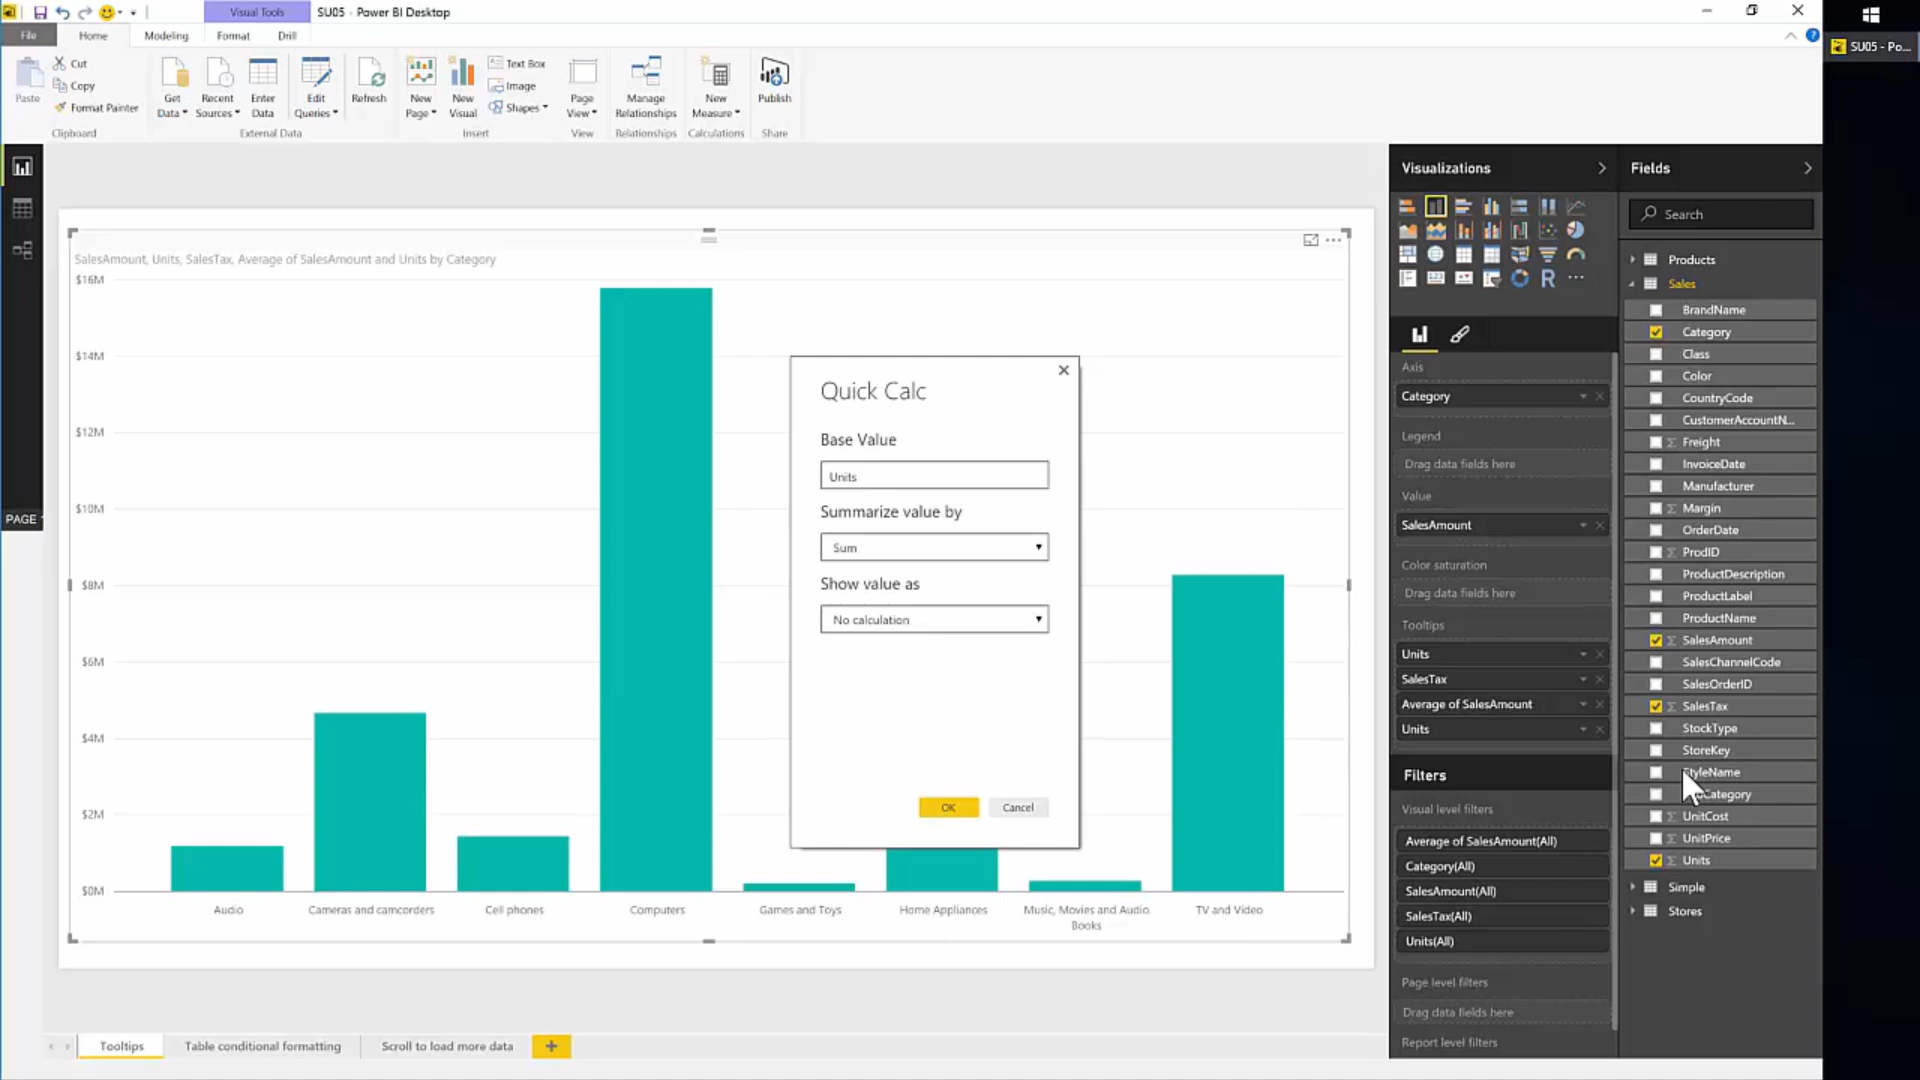 Visual Tools
SU05 - Power BI Desktop
SU05 - Po...
File
Home
Modeling
Format
Drill
Paste
Cut
Copy
Format Painter
Clipboard
Get Data
Recent Sources
Enter Data
Edit Queries
Refresh
External Data
New Page
New Visual
Text Box
Image
Shapes
Insert
Page View
View
Manage Relationships
Relationships
New Measure
Calculations
Publish
Share
PAGE
SalesAmount, Units, SalesTax, Average of SalesAmount and Units by Category
$16M
$14M
$12M
$10M
$8M
$6M
$4M
$2M
$0M
Audio
Cameras and camcorders
Cell phones
Computers
Games and Toys
Home Appliances
Music, Movies and Audio
Books
TV and Video
Quick Calc
Base Value
Units
Summarize value by
Sum
Show value as
No calculation
OK
Cancel
Tooltips
Table conditional formatting
Scroll to load more data
Visualizations
R
Axis
Category
Legend
Drag data fields here
Value
SalesAmount
Color saturation
Drag data fields here
Tooltips
Units
SalesTax
Average of SalesAmount
Units
Filters
Visual level filters
Average of SalesAmount(All)
Category(All)
SalesAmount(All)
SalesTax(All)
Units(All)
Page level filters
Drag data fields here
Report level filters
Fields
Search
Products
Sales
BrandName
Category
Class
Color
CountryCode
CustomerAccountN...
Freight
InvoiceDate
Manufacturer
Margin
OrderDate
ProdID
ProductDescription
ProductLabel
ProductName
SalesAmount
SalesChannelCode
SalesOrderID
SalesTax
StockType
StoreKey
StyleName
Category
UnitCost
UnitPrice
Units
Simple
Stores